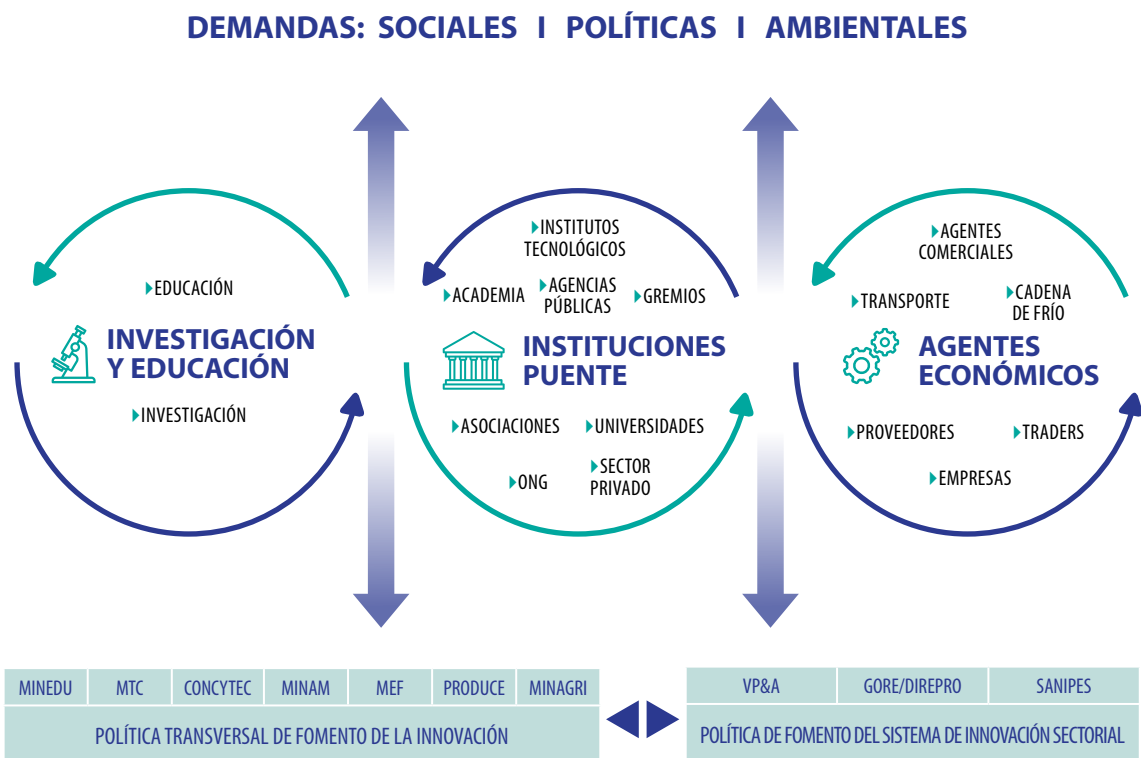 DEMANDAS: SOCIALES I POLÍTICAS I AMBIENTALES
EDUCACIÓN
INVESTIGACIÓN
Y EDUCACIÓN
INVESTIGACIÓN
INSTITUTOS
TECNOLÓGICOS
ACADEMIA
AGENCIAS
PÚBLICAS
GREMIOS
INSTITUCIONES
PUENTE
ASOCIACIONES
UNIVERSIDADES
ONG
SECTOR
PRIVADO
AGENTES
COMERCIALES
TRANSPORTE
CADENA
DE FRÍO
AGENTES
ECONÓMICOS
PROVEEDORES
TRADERS
EMPRESAS
MINEDU MTC CONCYTEC MINAM MEF PRODUCE MINAGRI
POLÍTICA TRANSVERSAL DE FOMENTO DE LA INNOVACIÓN
VP&A GORE/DIREPRO SANIPES
POLÍTICA DE FOMENTO DEL SISTEMA DE INNOVACIÓN SECTORIAL